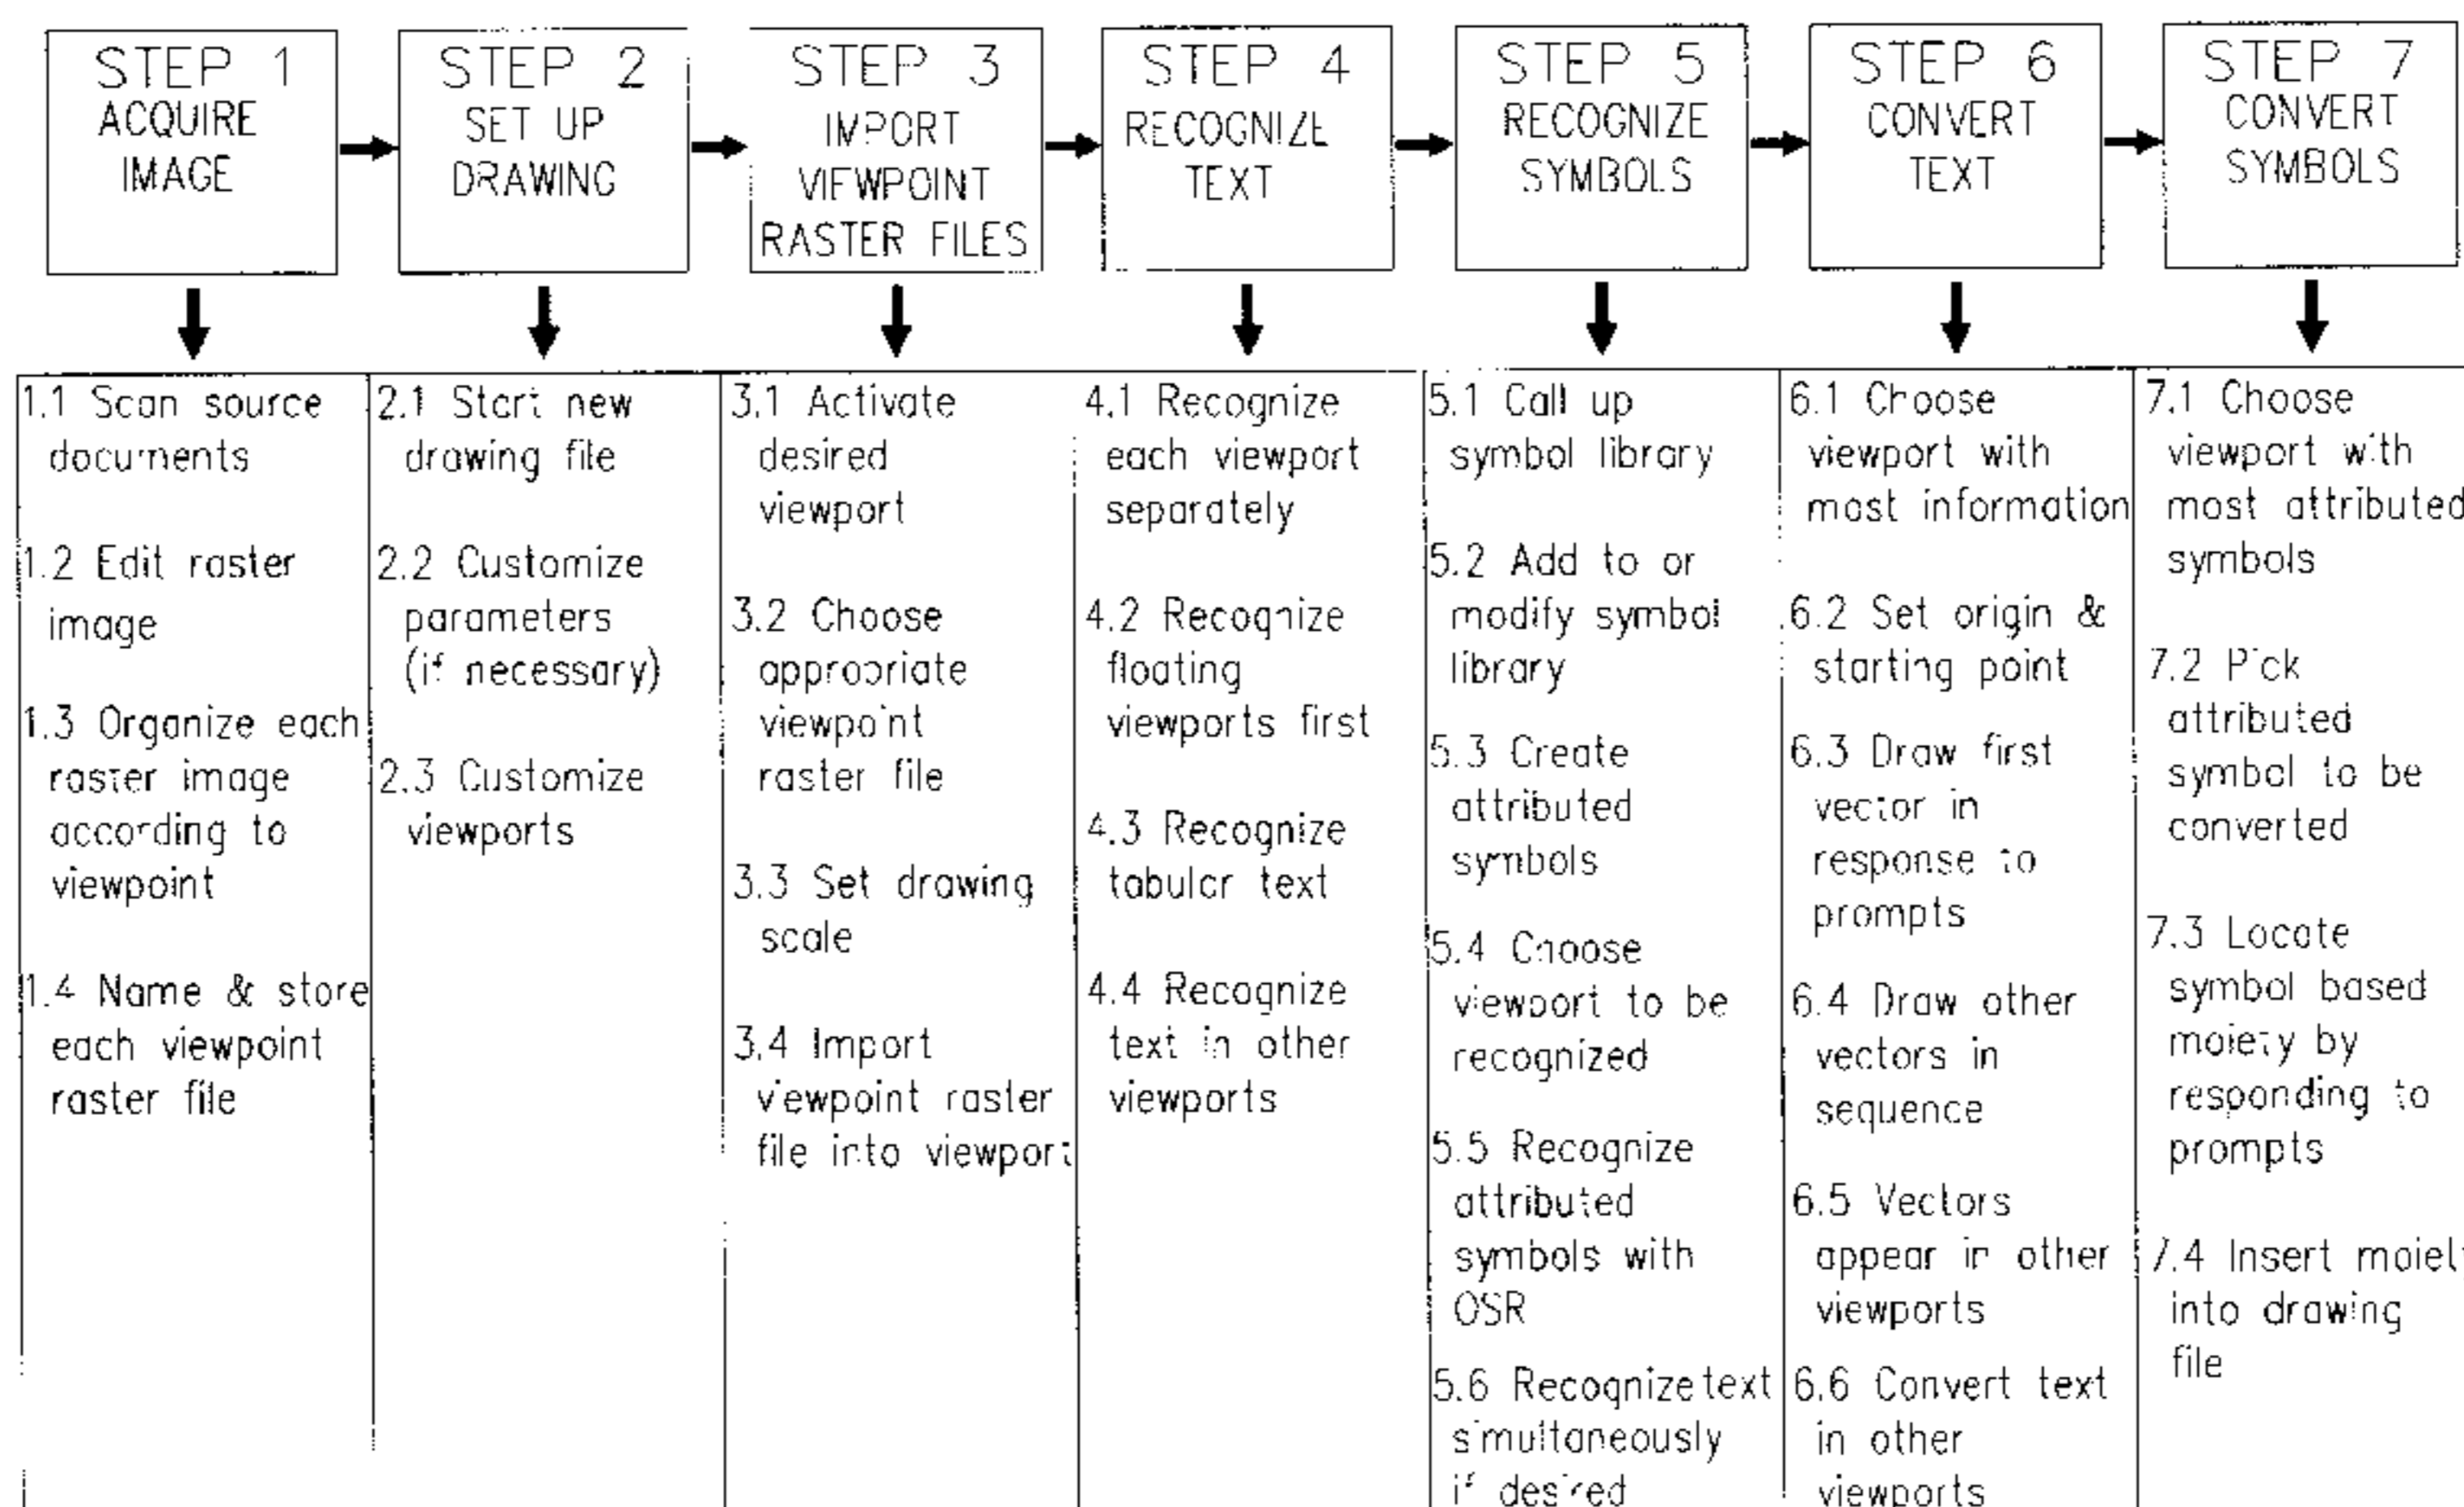 STEP 1
ACQUIRE
IMAGE
STEP 2
SET UP
DRAWING
STEP 3
IMPORT
VIEWPOINT
RASTER FILES
STEP 4
RECOGNIZE
TEXT
STEP 5
RECOGNIZE
SYMBOLS
STEP 6
CONVERT
TEXT
STEP 7
CONVERT
SYMBOLS
1.1 Scan source
documents
1.2 Edit raster
image
1.3 Organize each
raster image
according to
viewpoint
1.4 Name & store
each viewpoint
raster file
2.1 Start new
drawing file
2.2 Customize
parameters
(if necessary)
2.3 Customize
viewports
3.1 Activate
desired
viewport
3.2 Choose
appropriate
viewpoint
raster file
3.3 Set drawing
scale
3.4 Import
viewpoint raster
file into viewport
4.1 Recognize
each viewport
separately
4.2 Recognize
floating
viewports first
4.3 Recognize
tabular text
4.4 Recognize
text in other
viewports
5.1 Call up
symbol library
5.2 Add to or
modify symbol
library
5.3 Create
attributed
symbols
5.4 Choose
viewport to be
recognized
5.5 Recognize
attributed
symbols with
OSR
5.6 Recognize text
simultaneously
if desired
6.1 Choose
viewport with
most information
6.2 Set origin &
starting point
6.3 Draw first
vector in
response to
prompts
6.4 Draw other
vectors in
sequence
6.5 Vectors
appear in other
viewports
6.6 Convert text
in other
viewports
7.1 Choose
viewport with
most attributed
symbols
7.2 Pick
attributed
symbol to be
converted
7.3 Locate
symbol based
moiety by
responding to
prompts
7.4 Insert
into drawing
file